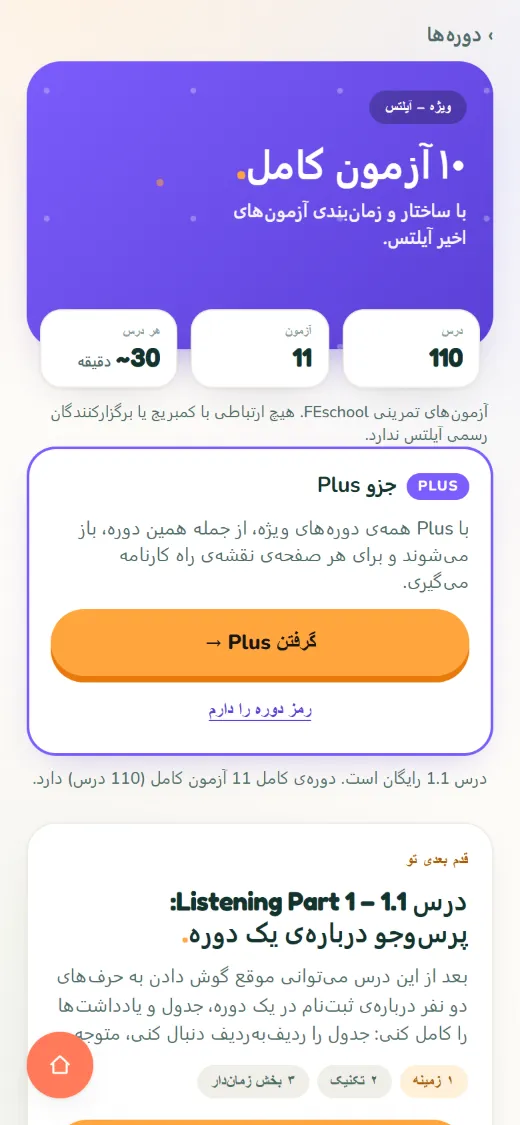 › دوره‌ها
ویژه – آیلتس
۱۰ آزمون کامل.
با ساختار و زمان‌بندی آزمون‌های
اخیر آیلتس.
درس
110
آزمون
11
هر درس
~30 دقیقه
آزمون‌های تمرینی FEschool. هیچ ارتباطی با کمبریج یا برگزارکنندگان
رسمی آیلتس ندارد.
PLUS جزو Plus
با Plus همه‌ی دوره‌های ویژه، از جمله همین دوره، باز
می‌شوند و برای هر صفحه‌ی نقشه‌ی راه کارنامه
می‌گیری.
گرفتن Plus →
رمز دوره را دارم
درس 1.1 رایگان است. دوره‌ی کامل 11 آزمون کامل (110 درس) دارد.
قدم بعدی تو
درس 1.1 – Listening Part 1:
پرس‌وجو درباره‌ی یک دوره.
بعد از این درس می‌توانی موقع گوش دادن به حرف‌های
دو نفر درباره‌ی ثبت‌نام در یک دوره، جدول و یادداشت‌ها
را کامل کنی: جدول را ردیف‌به‌ردیف دنبال کنی، متوجه
۱ زمینه
۲ تکنیک
۳ بخش زمان‌دار